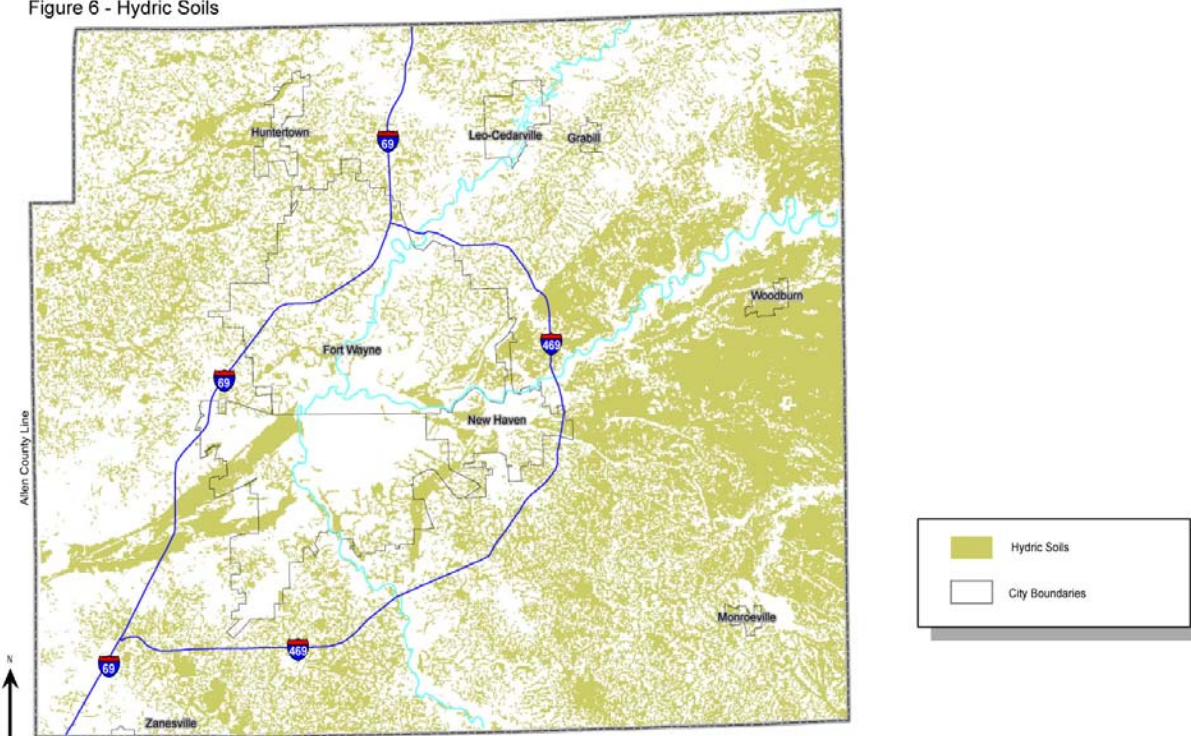 Figure 6 - Hydric Soils
Huntertown
69
Leo-Cedarville
Grabill
Woodburn
469
Fort Wayne
69
New Haven
Allen County Line
Hydric Soils
City Boundaries
Monroeville
469
69
N
Zanesville